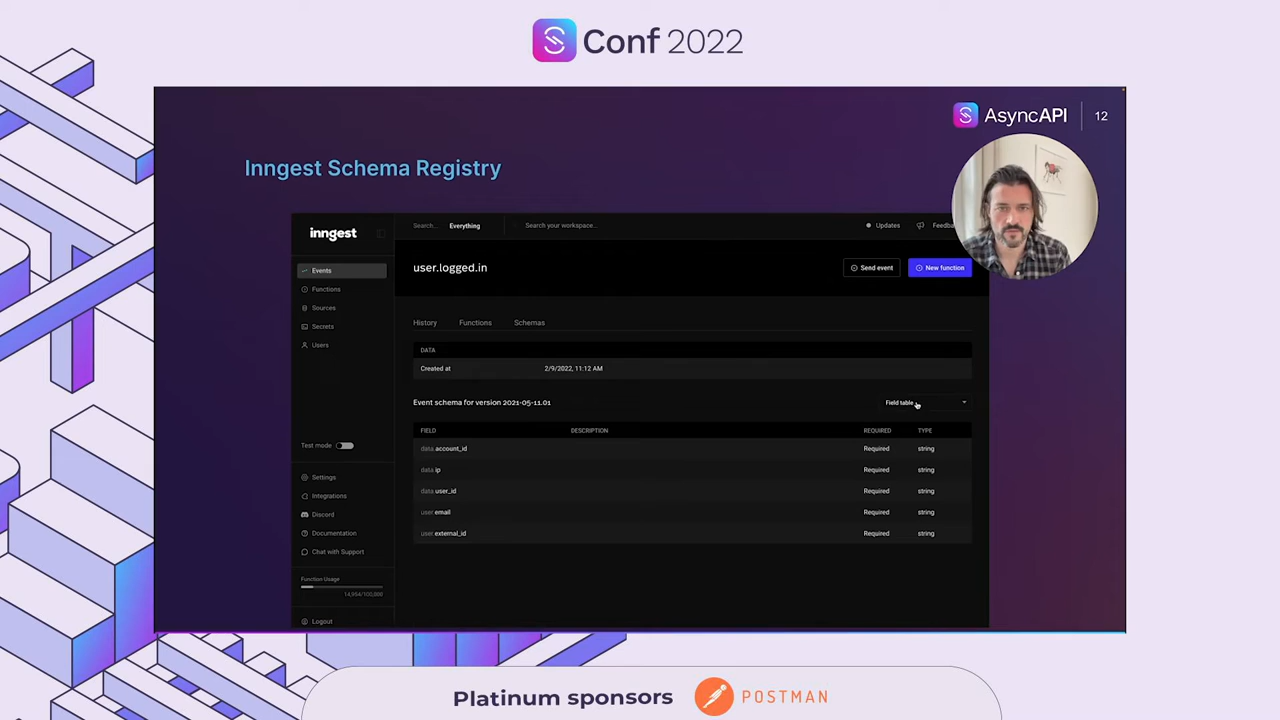 Conf 2022
AsyncAPI 12
Inngest Schema Registry
inngest
Search... Everything Search your workspace...
Updates
Events
Functions
Sources
Secrets
Users
Test mode
Settings
Integrations
Discord
Documentation
Chat with Support
Function Usage
14,964/100,000
Logout
user.logged.in
Send event
New function
History Functions Schemas
DATA
Created at 2/9/2022, 11:12 AM
Event schema for version 2021-05-11.01
Field table
FIELD DESCRIPTION REQUIRED TYPE
data.account_id Required string
data.ip Required string
data.user_id Required string
user.email Required string
user.external_id Required string
Platinum sponsors POSTMAN